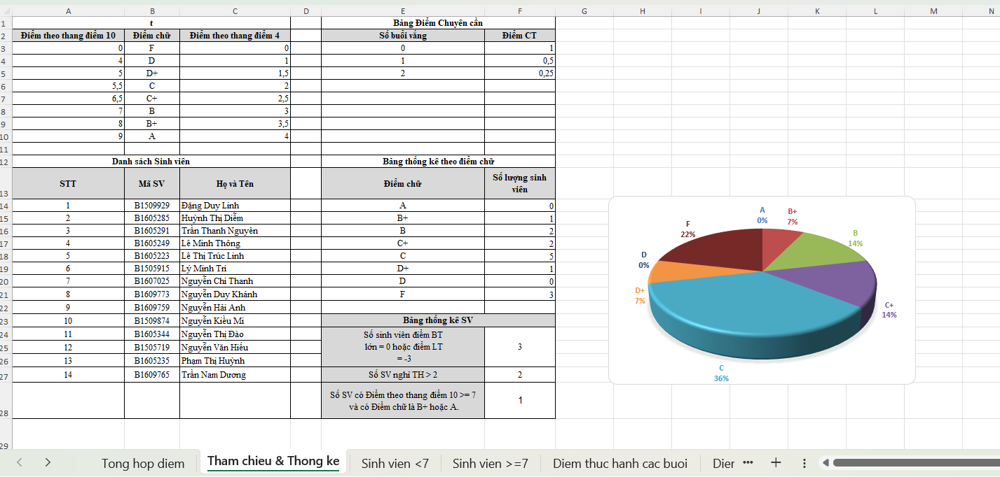 A B C D E F G H I J K L M N
1 t Bảng Điểm Chuyên cần
2 Điểm theo thang điểm 10 Điểm chữ Điểm theo thang điểm 4 Số buổi vắng Điểm CT
3 0 F 0 0 1
4 4 D 1 1 0,5
5 5 D+ 1,5 2 0,25
6 5,5 C 2
7 6,5 C+ 2,5
8 7 B 3
9 8 B+ 3,5
10 9 A 4
11
12 Danh sách Sinh viên Bảng thống kê theo điểm chữ
13 STT Mã SV Họ và Tên Điểm chữ Số lượng sinh viên
14 1 B1509929 Đặng Duy Linh A 0
15 2 B1605285 Huỳnh Thị Diễm B+ 1
16 3 B1605291 Trần Thanh Nguyên B 2
17 4 B1605249 Lê Minh Thông C+ 2
18 5 B1605223 Lê Thị Trúc Linh C 5
19 6 B1505915 Lý Minh Trí D+ 1
20 7 B1607025 Nguyễn Chí Thanh D 0
21 8 B1609773 Nguyễn Duy Khánh F 3
22 9 B1609759 Nguyễn Hải Anh
23 10 B1509874 Nguyễn Kiều Mi Bảng thống kê SV
24 11 B1605344 Nguyễn Thị Đào Số sinh viên điểm BT
25 12 B1505719 Nguyễn Văn Hiếu lớn = 0 hoặc điểm LT 3
26 13 B1605235 Phạm Thị Huỳnh = -3
27 14 B1609765 Trần Nam Dương Số SV nghỉ TH > 2 2
28 Số SV có Điểm theo thang điểm 10 >= 7
và có Điểm chữ là B+ hoặc A. 1
29
A
0%
B+
7%
B
14%
C+
14%
C
36%
D+
7%
D
0%
F
22%
Tong hop diem Tham chieu & Thong ke Sinh vien <7 Sinh vien >=7 Diem thuc hanh cac buoi Dier ••• +